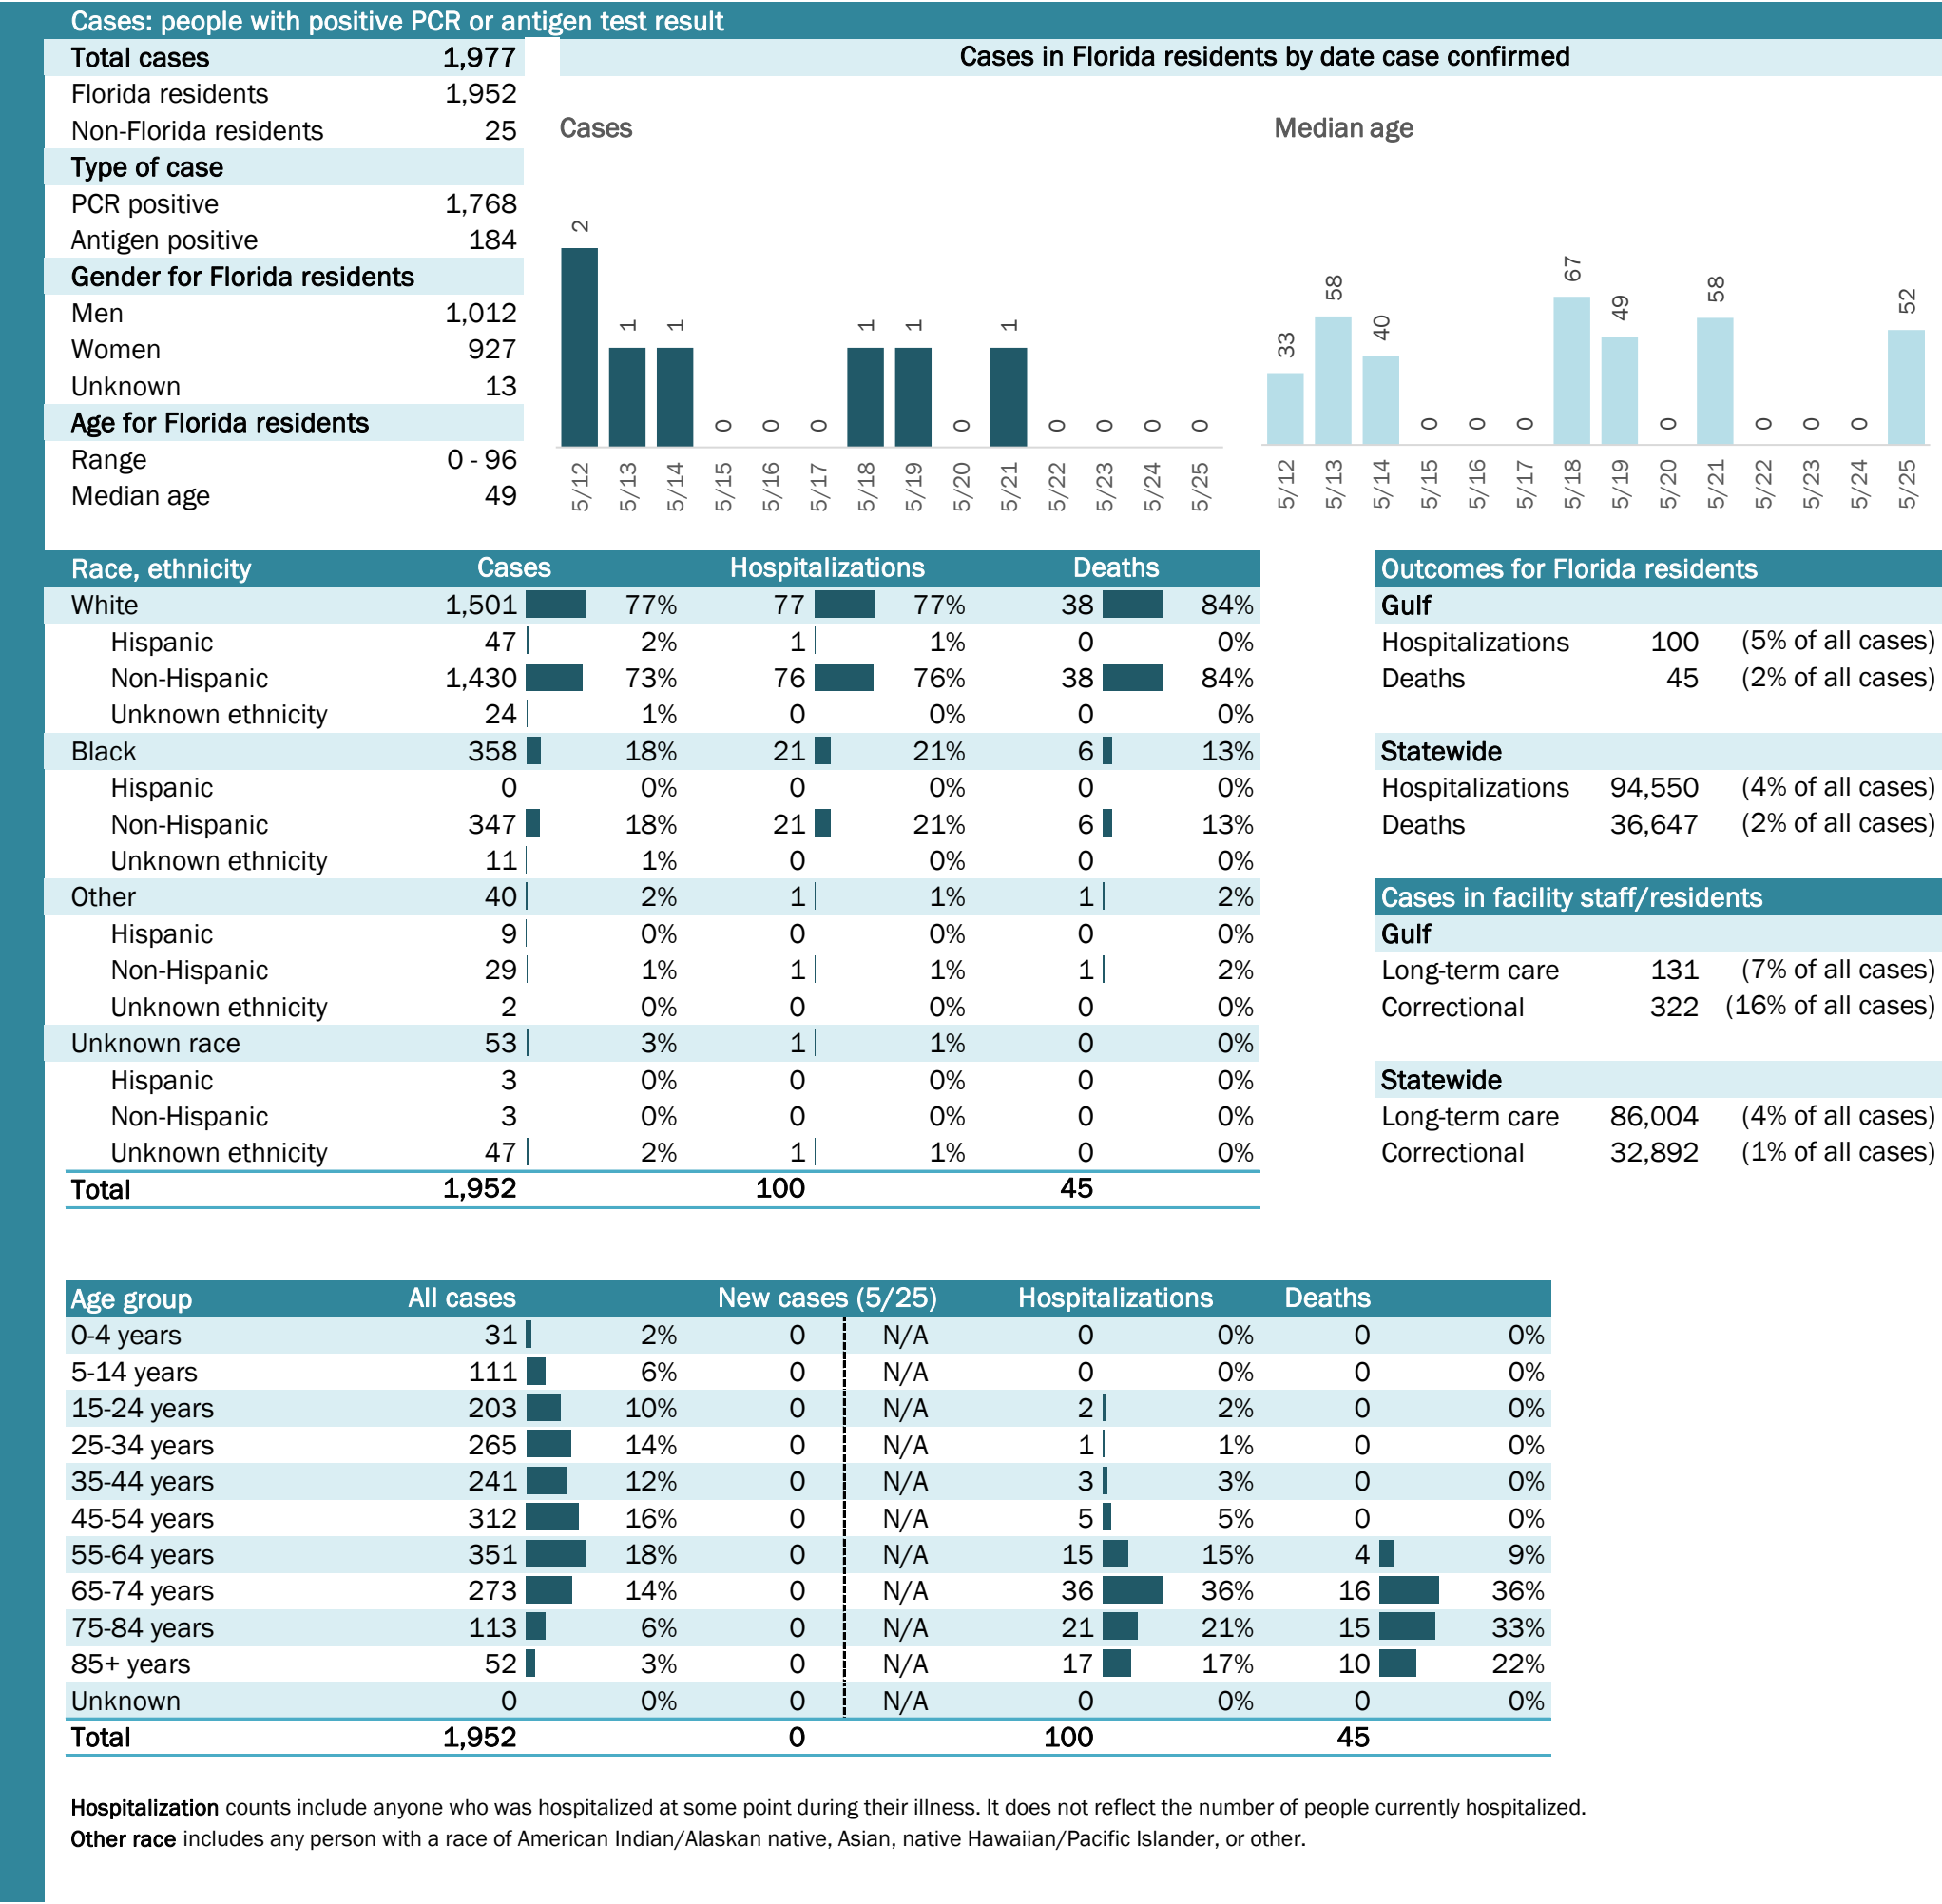 Cases: people with positive PCR or antigen test result
Total cases 1,977
Florida residents 1,952
Non-Florida residents 25
Type of case
PCR positive 1,768
Antigen positive 184
Gender for Florida residents
Men 1,012
Women 927
Unknown 13
Age for Florida residents
Range 0 - 96
Median age 49
Cases in Florida residents by date case confirmed
Cases
2 1 1 0 0 0 1 1 0 1 0 0 0 0
5/12 5/13 5/14 5/15 5/16 5/17 5/18 5/19 5/20 5/21 5/22 5/23 5/24 5/25
Median age
33 58 40 0 0 0 67 49 0 58 0 0 0 52
5/12 5/13 5/14 5/15 5/16 5/17 5/18 5/19 5/20 5/21 5/22 5/23 5/24 5/25
Race, ethnicity Cases Hospitalizations Deaths
White 1,501 77% 77 77% 38 84%
Hispanic 47 2% 1 1% 0 0%
Non-Hispanic 1,430 73% 76 76% 38 84%
Unknown ethnicity 24 1% 0 0% 0 0%
Black 358 18% 21 21% 6 13%
Hispanic 0 0% 0 0% 0 0%
Non-Hispanic 347 18% 21 21% 6 13%
Unknown ethnicity 11 1% 0 0% 0 0%
Other 40 2% 1 1% 1 2%
Hispanic 9 0% 0 0% 0 0%
Non-Hispanic 29 1% 1 1% 1 2%
Unknown ethnicity 2 0% 0 0% 0 0%
Unknown race 53 3% 1 1% 0 0%
Hispanic 3 0% 0 0% 0 0%
Non-Hispanic 3 0% 0 0% 0 0%
Unknown ethnicity 47 2% 1 1% 0 0%
Total 1,952 100 45
Outcomes for Florida residents
Gulf
Hospitalizations 100 (5% of all cases)
Deaths 45 (2% of all cases)
Statewide
Hospitalizations 94,550 (4% of all cases)
Deaths 36,647 (2% of all cases)
Cases in facility staff/residents
Gulf
Long-term care 131 (7% of all cases)
Correctional 322 (16% of all cases)
Statewide
Long-term care 86,004 (4% of all cases)
Correctional 32,892 (1% of all cases)
Age group All cases New cases (5/25) Hospitalizations Deaths
0-4 years 31 2% 0 N/A 0 0% 0 0%
5-14 years 111 6% 0 N/A 0 0% 0 0%
15-24 years 203 10% 0 N/A 2 2% 0 0%
25-34 years 265 14% 0 N/A 1 1% 0 0%
35-44 years 241 12% 0 N/A 3 3% 0 0%
45-54 years 312 16% 0 N/A 5 5% 0 0%
55-64 years 351 18% 0 N/A 15 15% 4 9%
65-74 years 273 14% 0 N/A 36 36% 16 36%
75-84 years 113 6% 0 N/A 21 21% 15 33%
85+ years 52 3% 0 N/A 17 17% 10 22%
Unknown 0 0% 0 N/A 0 0% 0 0%
Total 1,952 0 100 45
Hospitalization counts include anyone who was hospitalized at some point during their illness. It does not reflect the number of people currently hospitalized.
Other race includes any person with a race of American Indian/Alaskan native, Asian, native Hawaiian/Pacific Islander, or other.